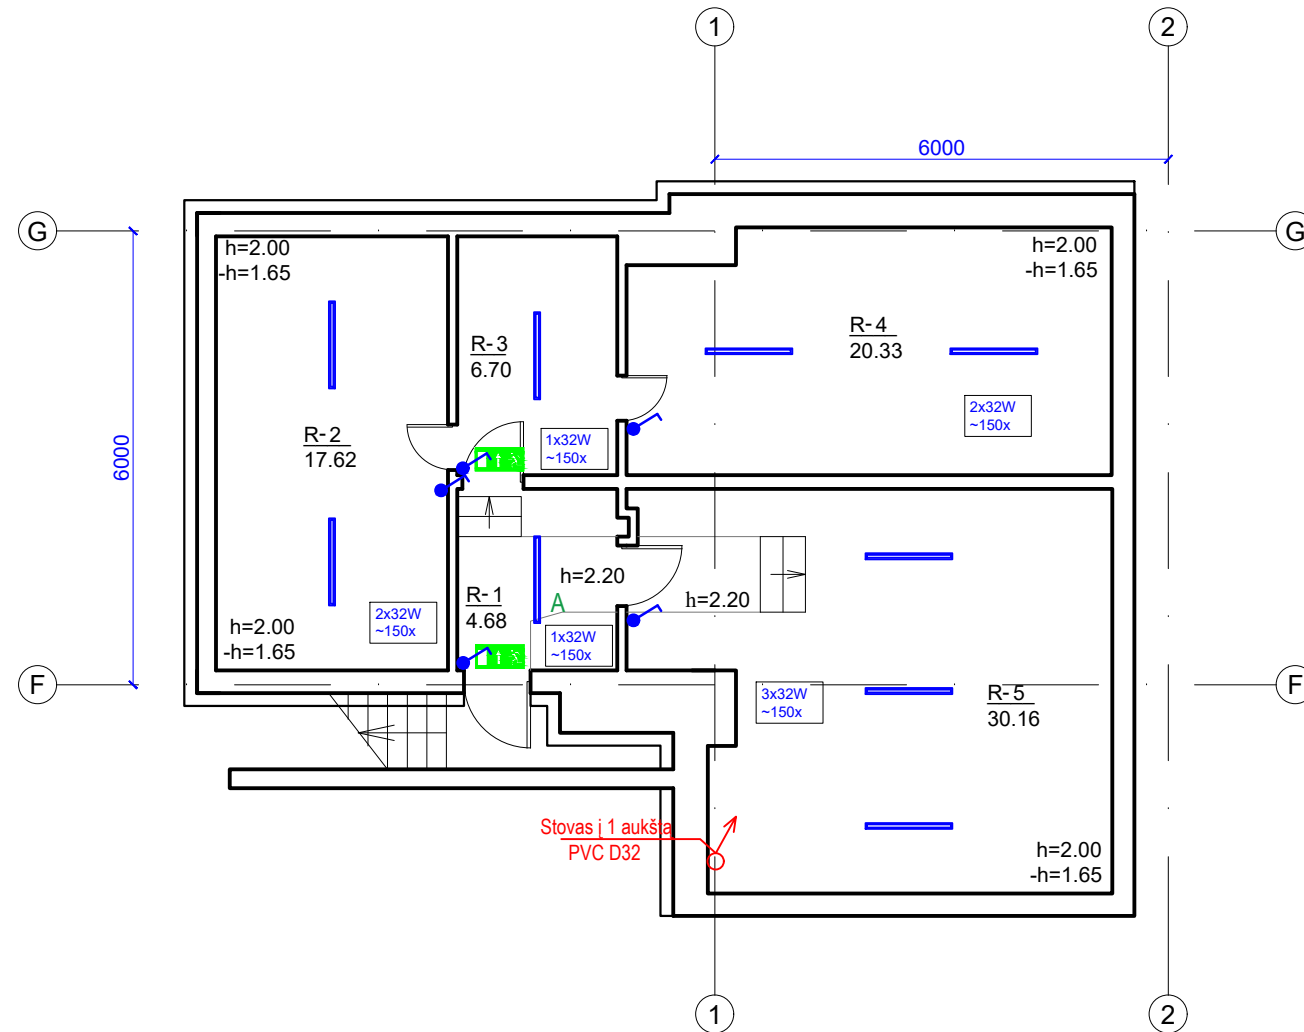 1
2
6000
G
G
h=2.00
-h=1.65
h=2.00
-h=1.65
R-3
6.70
R-4
20.33
R-2
17.62
1x32W
~150x
2x32W
~150x
6000
h=2.20
R-1
4.68
A
h=2.20
2x32W
~150x
h=2.00
-h=1.65
1x32W
~150x
F
F
3x32W
~150x
R-5
30.16
Stovas į 1 aukštą
PVC D32
h=2.00
-h=1.65
1
2